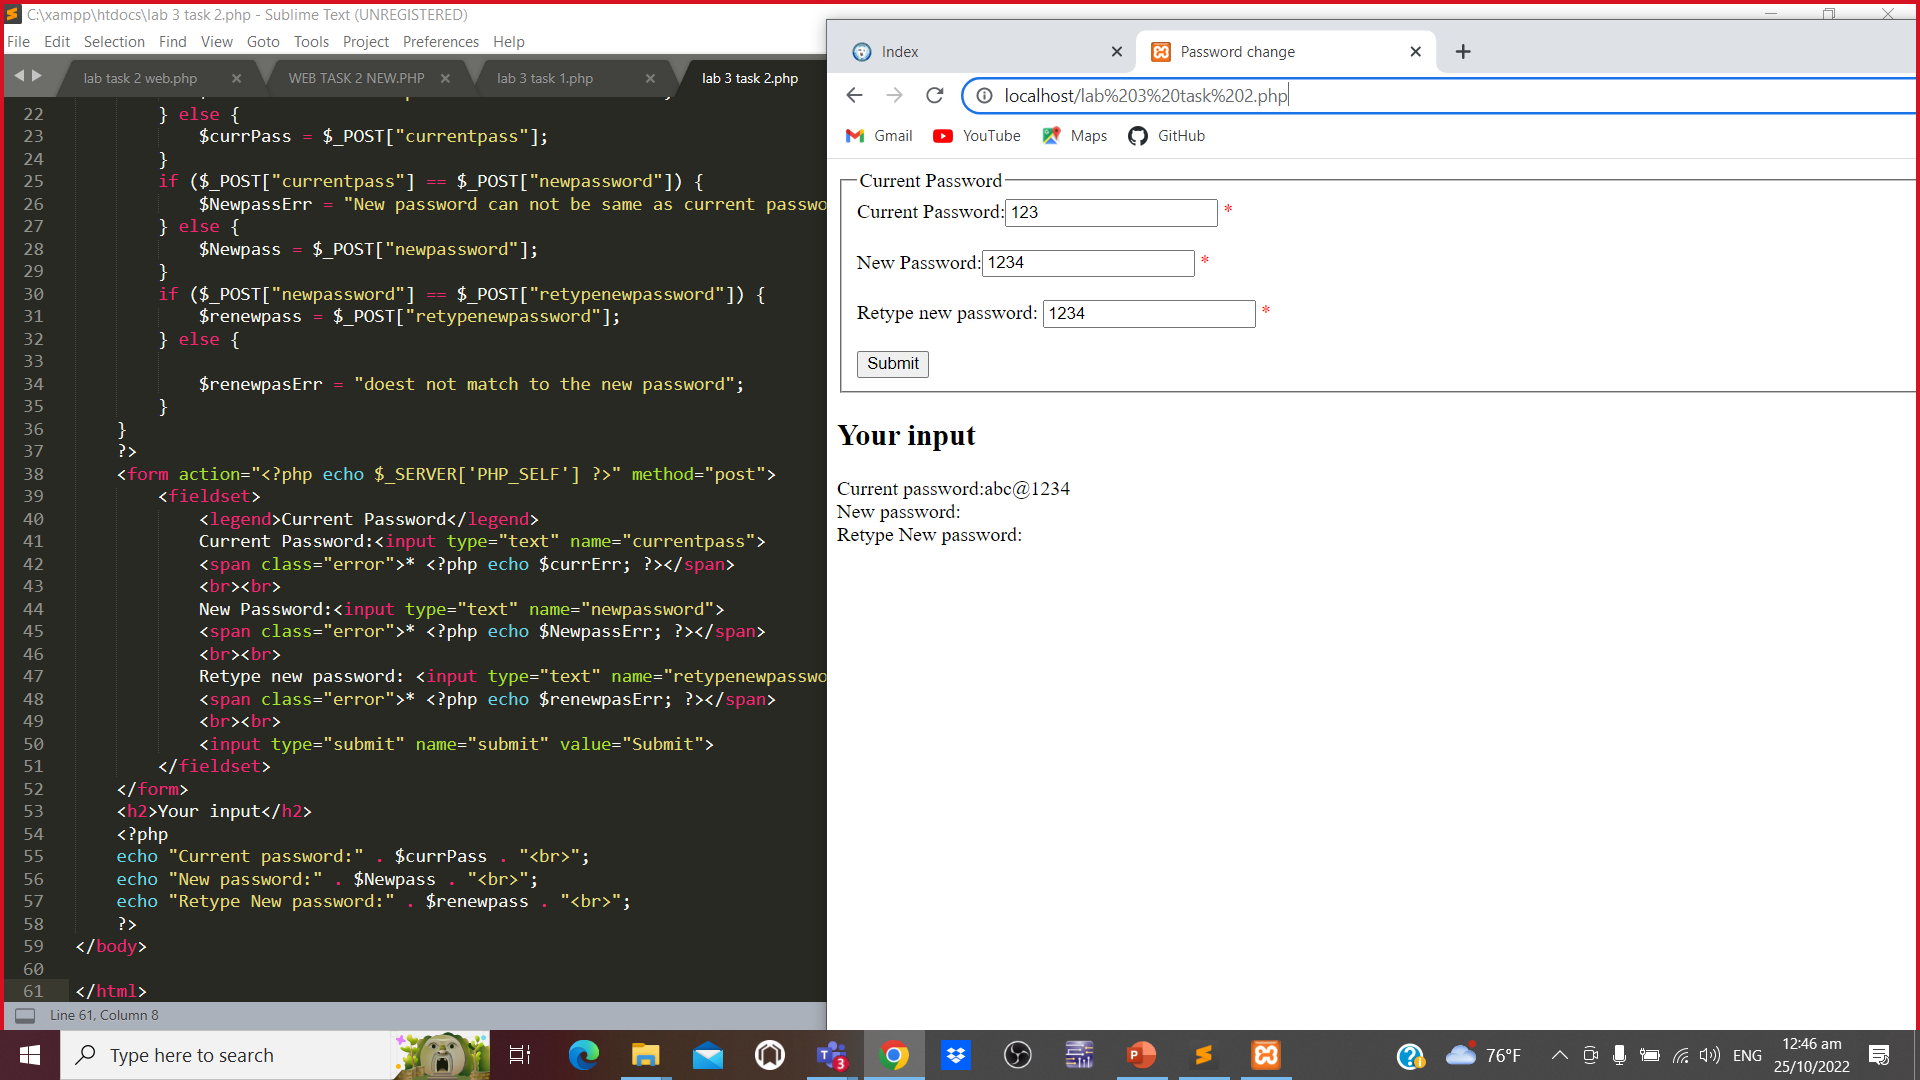 C:\xampp\htdocs\lab 3 task 2.php - Sublime Text (UNREGISTERED)
File Edit Selection Find View Goto Tools Project Preferences Help
lab task 2 web.php WEB TASK 2 NEW.PHP lab 3 task 1.php lab 3 task 2.php
22 } else {
23 $currPass = $_POST["currentpass"];
24 }
25 if ($_POST["currentpass"] == $_POST["newpassword"]) {
26 $NewpassErr = "New password can not be same as current passwo
27 } else {
28 $Newpass = $_POST["newpassword"];
29 }
30 if ($_POST["newpassword"] == $_POST["retypenewpassword"]) {
31 $renewpass = $_POST["retypenewpassword"];
32 } else {
33
34 $renewpasErr = "doest not match to the new password";
35 }
36 }
37 ?>
38 <form action="<?php echo $_SERVER['PHP_SELF'] ?>" method="post">
39 <fieldset>
40 <legend>Current Password</legend>
41 Current Password:<input type="text" name="currentpass">
42 <span class="error">* <?php echo $currErr; ?></span>
43 <br><br>
44 New Password:<input type="text" name="newpassword">
45 <span class="error">* <?php echo $NewpassErr; ?></span>
46 <br><br>
47 Retype new password: <input type="text" name="retypenewpasswo
48 <span class="error">* <?php echo $renewpasErr; ?></span>
49 <br><br>
50 <input type="submit" name="submit" value="Submit">
51 </fieldset>
52 </form>
53 <h2>Your input</h2>
54 <?php
55 echo "Current password:" . $currPass . "<br>";
56 echo "New password:" . $Newpass . "<br>";
57 echo "Retype New password:" . $renewpass . "<br>";
58 ?>
59 </body>
60
61 </html>
Line 61, Column 8
Index Password change
localhost/lab%203%20task%202.php
Gmail YouTube Maps GitHub
Current Password
Current Password: 123 *
New Password: 1234 *
Retype new password: 1234 *
Submit
Your input
Current password:abc@1234
New password:
Retype New password:
Type here to search
3
76°F
ENG
12:46 am
25/10/2022